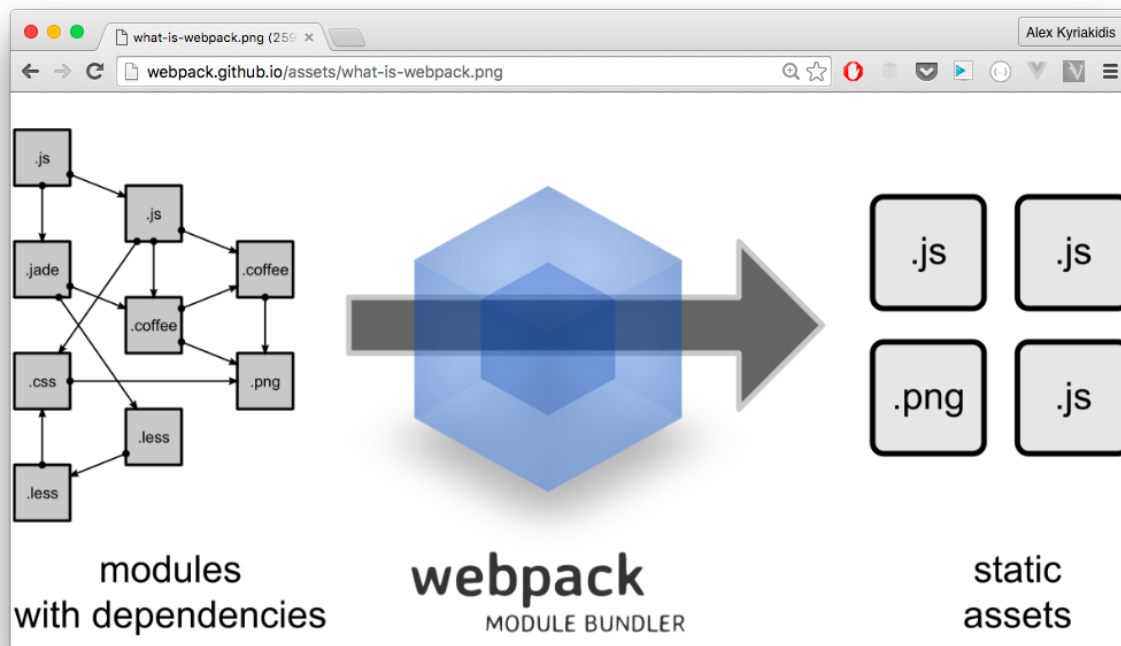 what-is-webpack.png (259
Alex Kyriakidis
webpack.github.io/assets/what-is-webpack.png
.js
.js
.jade
.coffee
.coffee
.css
.png
.less
.less
.js
.js
.png
.js
modules
with dependencies
webpack
MODULE BUNDLER
static
assets